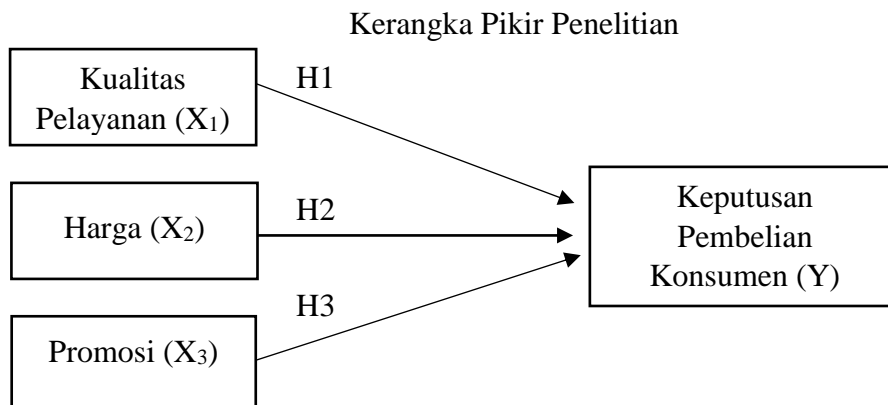 Kerangka Pikir Penelitian
Kualitas
Pelayanan (X₁)
H1
Harga (X₂)
H2
Promosi (X₃)
H3
Keputusan
Pembelian
Konsumen (Y)